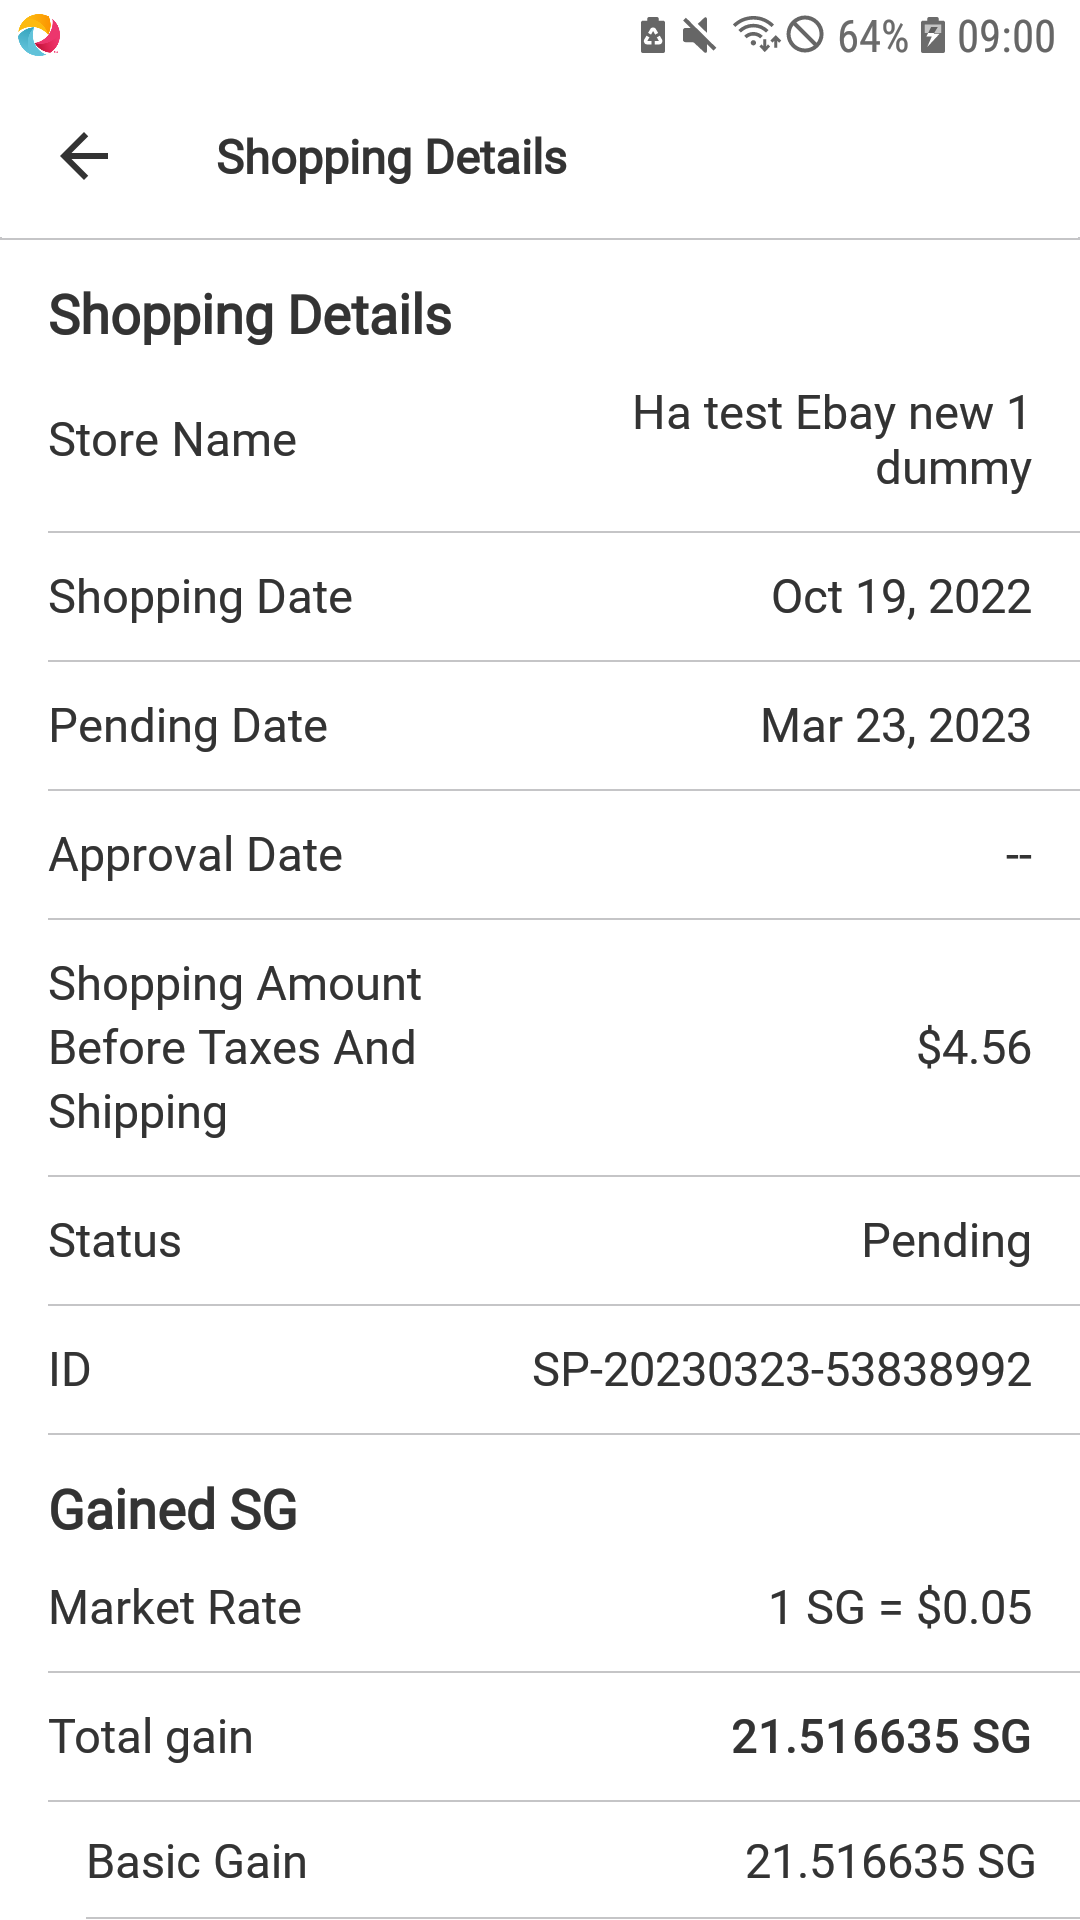 64% 09:00
Shopping Details
Shopping Details
Store Name
Ha test Ebay new 1
dummy
Shopping Date
Oct 19, 2022
Pending Date
Mar 23, 2023
Approval Date
--
Shopping Amount
Before Taxes And
Shipping
$4.56
Status
Pending
ID
SP-20230323-53838992
Gained SG
Market Rate
1 SG = $0.05
Total gain
21.516635 SG
Basic Gain
21.516635 SG